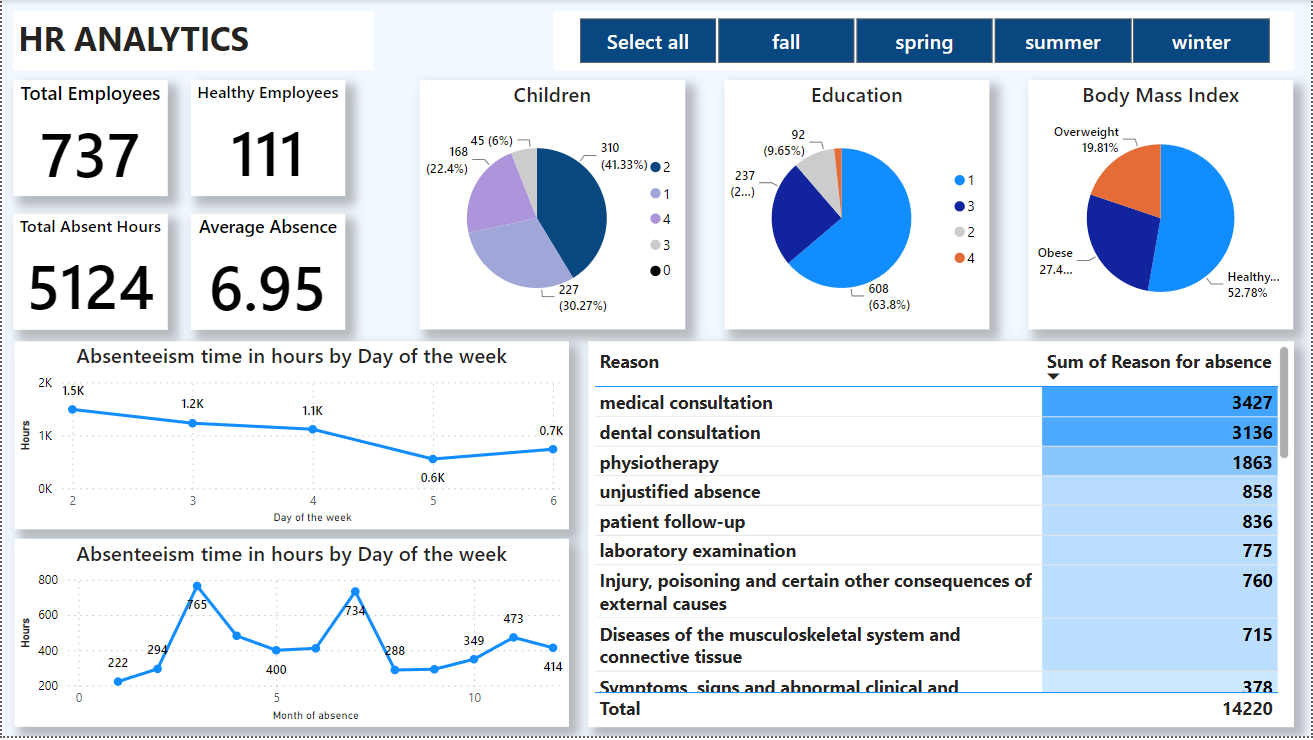 HR ANALYTICS
Select all
fall
spring
summer
winter
Total Employees
737
Healthy Employees
111
Total Absent Hours
5124
Average Absence
6.95
Children
45 (6%)
168
(22.4%)
310
(41.33%)
227
(30.27%)
2
1
4
3
0
Education
92
(9.65%)
237
(2...)
608
(63.8%)
1
3
2
4
Body Mass Index
Overweight
19.81%
Obese
27.4...
Healthy...
52.78%
Absenteeism time in hours by Day of the week
Hours
2K
1K
0K
1.5K
1.2K
1.1K
0.6K
0.7K
2
3
4
5
6
Day of the week
Absenteeism time in hours by Day of the week
Hours
800
600
400
200
222
294
765
400
734
288
349
473
414
0
5
10
Month of absence
Reason Sum of Reason for absence
medical consultation 3427
dental consultation 3136
physiotherapy 1863
unjustified absence 858
patient follow-up 836
laboratory examination 775
Injury, poisoning and certain other consequences of 760
external causes
Diseases of the musculoskeletal system and 715
connective tissue
Symptoms, signs and abnormal clinical and 378
Total 14220